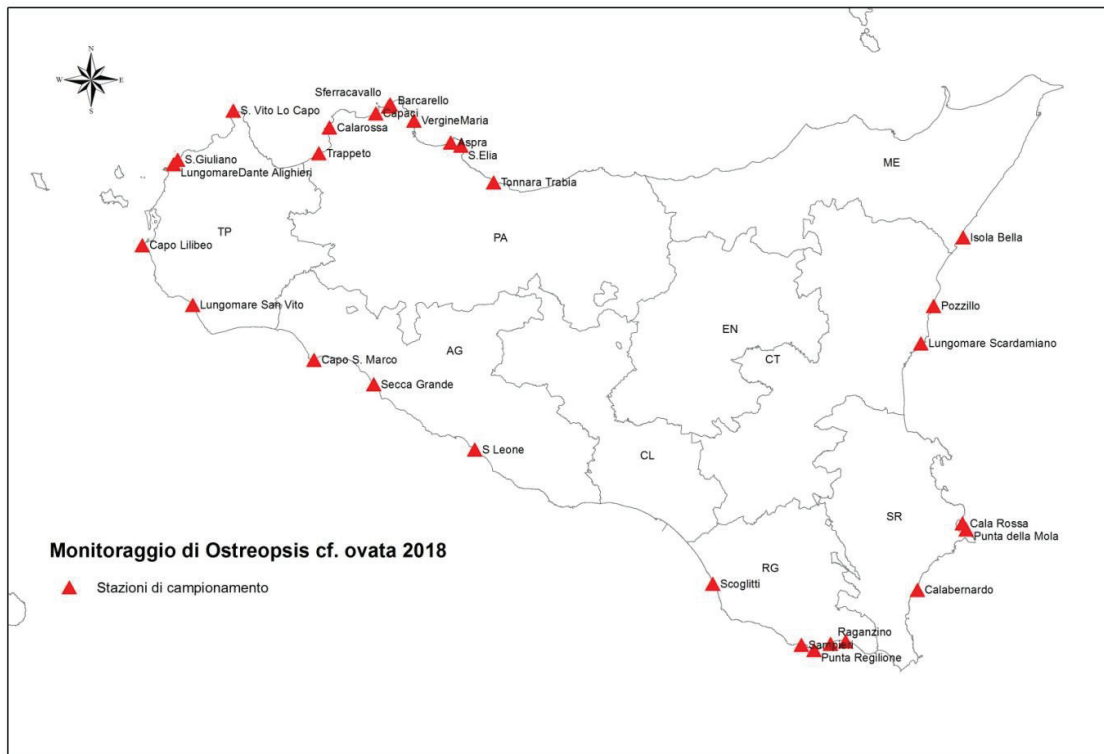 N
W E
S
Sferracavallo
Barcarello
S. Vito Lo Capo
Capaci
VergineMaria
Calarossa
Aspra
S.Elia
Trappeto
S.Giuliano
LungomareDante Alighieri
Tonnara Trabia
ME
TP
PA
Isola Bella
Capo Lilibeo
Lungomare San Vito
Pozzillo
EN
Lungomare Scardamiano
AG
CT
Capo S. Marco
Secca Grande
S Leone
CL
SR
Cala Rossa
Punta della Mola
Monitoraggio di Ostreopsis cf. ovata 2018
RG
Stazioni di campionamento
Scoglitti
Calabernardo
Raganzino
Sampieri
Punta Regilione